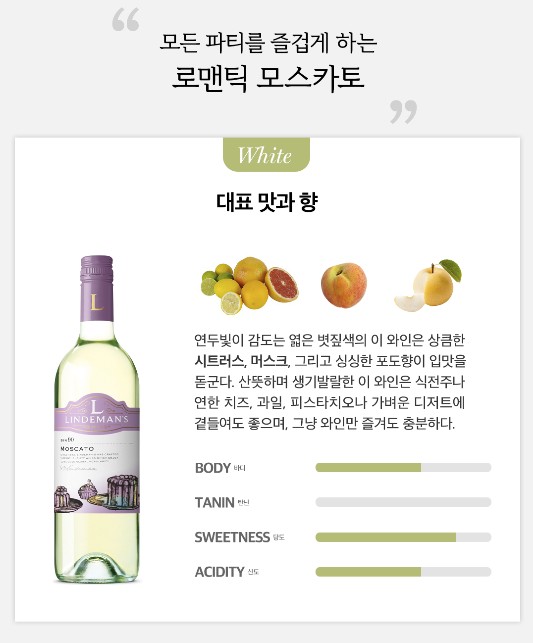 “
모든 파티를 즐겁게 하는
로맨틱 모스카토
”
White
대표 맛과 향
연두빛이 감도는 엷은 볏짚색의 이 와인은 상큼한
시트러스, 머스크, 그리고 싱싱한 포도향이 입맛을
돋군다. 산뜻하며 생기발랄한 이 와인은 식전주나
연한 치즈, 과일, 피스타치오나 가벼운 디저트에
곁들여도 좋으며, 그냥 와인만 즐겨도 충분하다.
L
L
LINDEMAN'S
MOSCATO
BODY 바디
TANIN 탄닌
SWEETNESS 당도
ACIDITY 산도